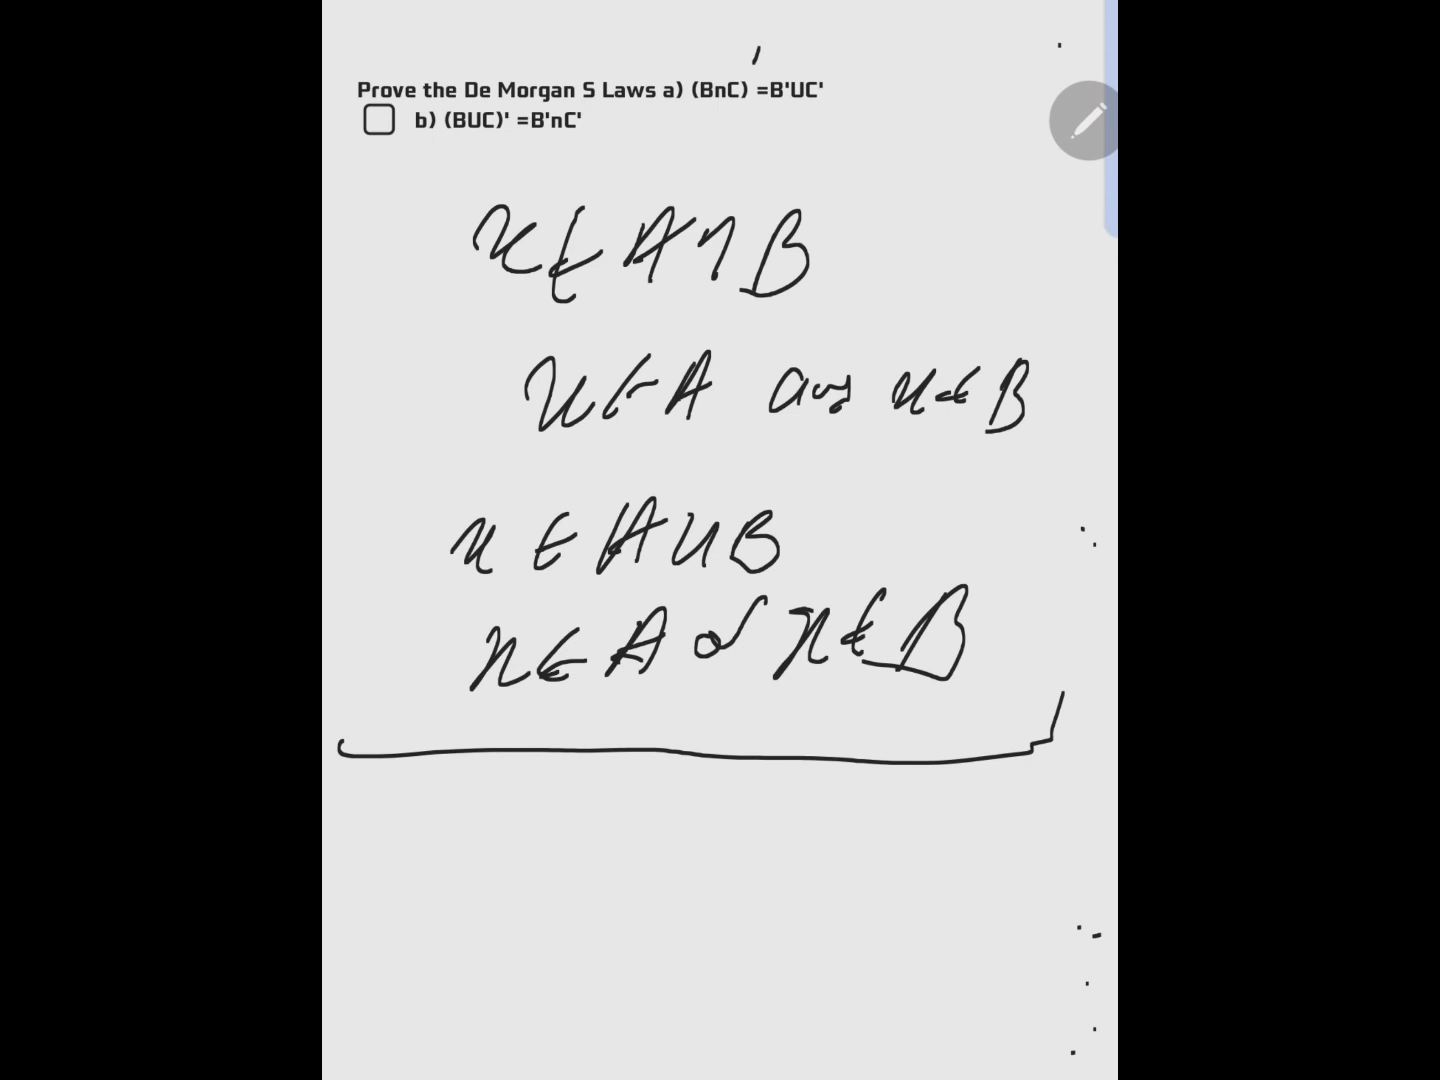 Prove the De Morgan S Laws a) (BnC)' =B'UC'
b) (BUC)' =B'nC'
x ∈ A ∩ B
x ∈ A and x ∈ B
x ∈ A ∪ B
x ∈ A or x ∈ B